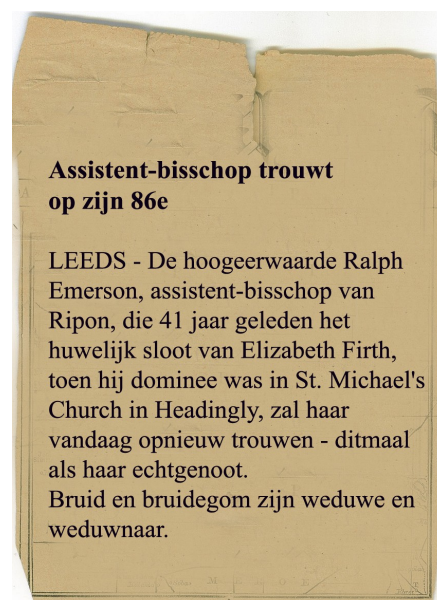 Assistent-bisschop trouwt
op zijn 86e
LEEDS - De hoogeerwaarde Ralph
Emerson, assistent-bisschop van
Ripon, die 41 jaar geleden het
huwelijk sloot van Elizabeth Firth,
toen hij dominee was in St. Michael's
Church in Headingly, zal haar
vandaag opnieuw trouwen - ditmaal
als haar echtgenoot.
Bruid en bruidegom zijn weduwe en
weduwnaar.